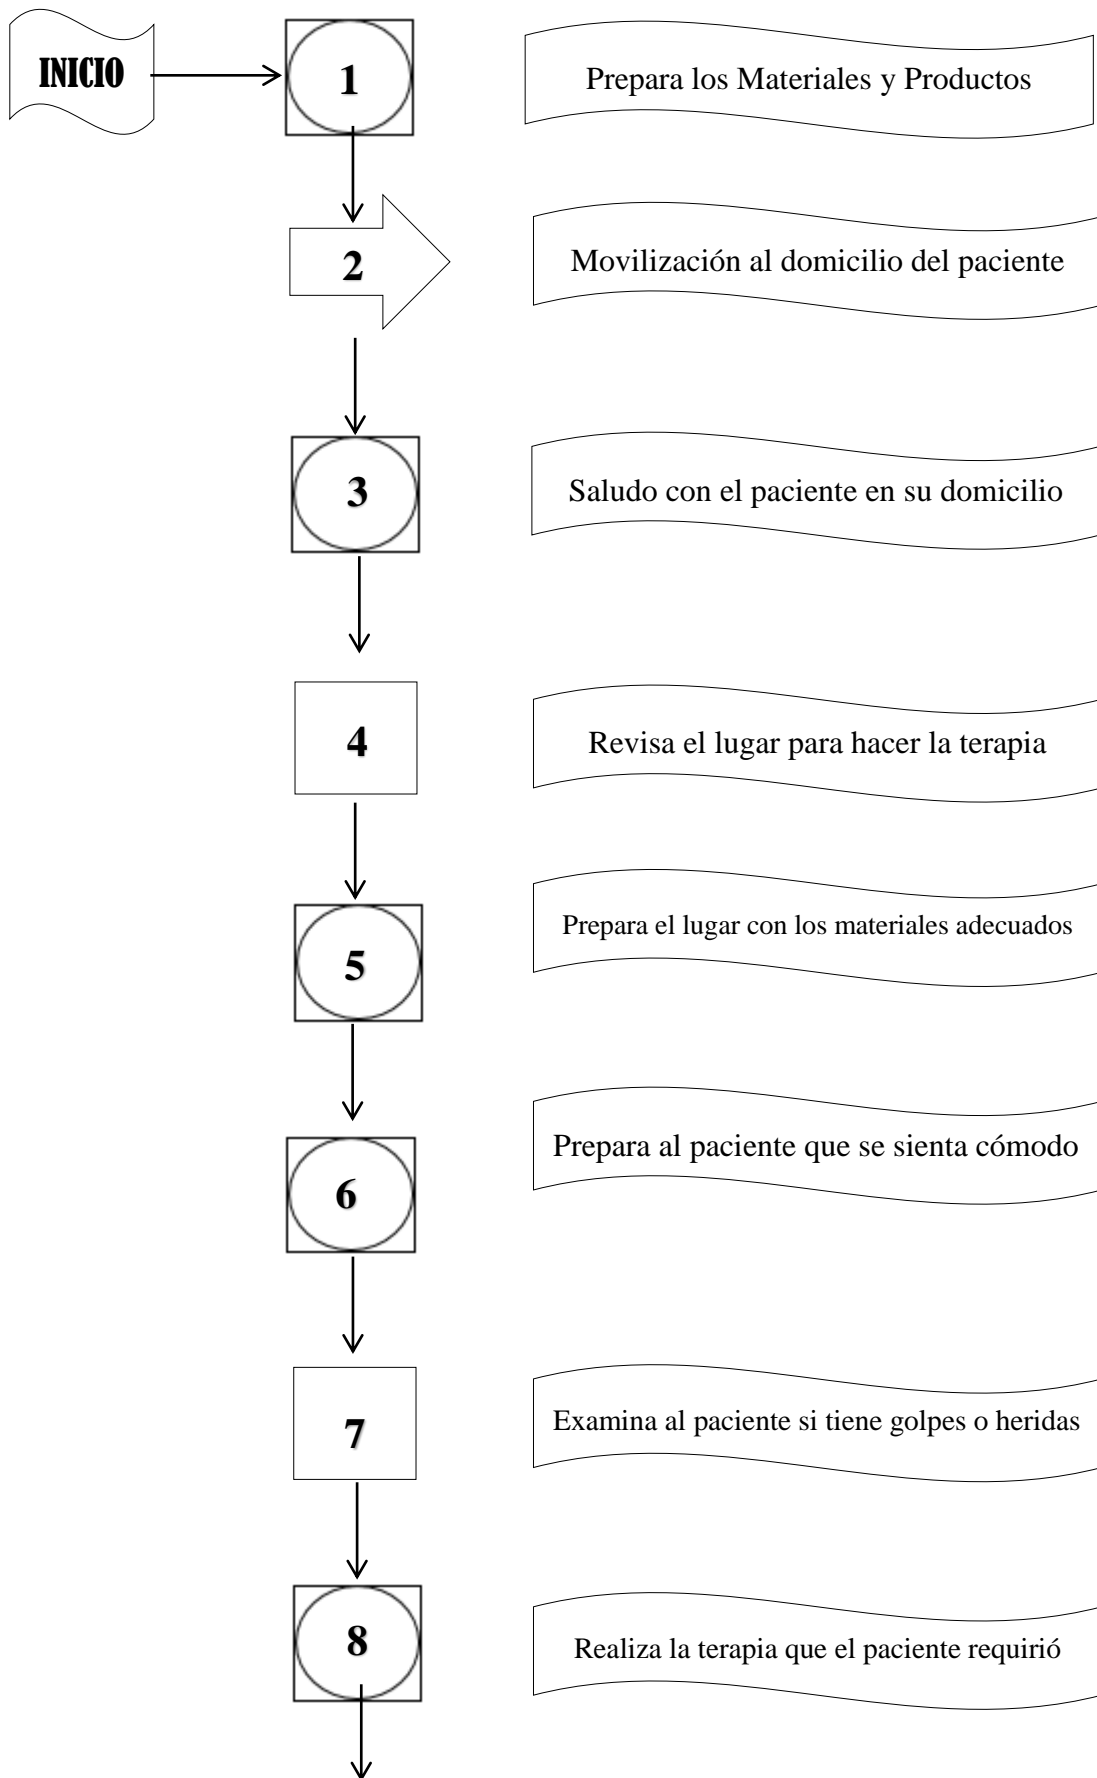 INICIO
1
Prepara los Materiales y Productos
2
Movilización al domicilio del paciente
3
Saludo con el paciente en su domicilio
4
Revisa el lugar para hacer la terapia
5
Prepara el lugar con los materiales adecuados
6
Prepara al paciente que se sienta cómodo
7
Examina al paciente si tiene golpes o heridas
8
Realiza la terapia que el paciente requirió